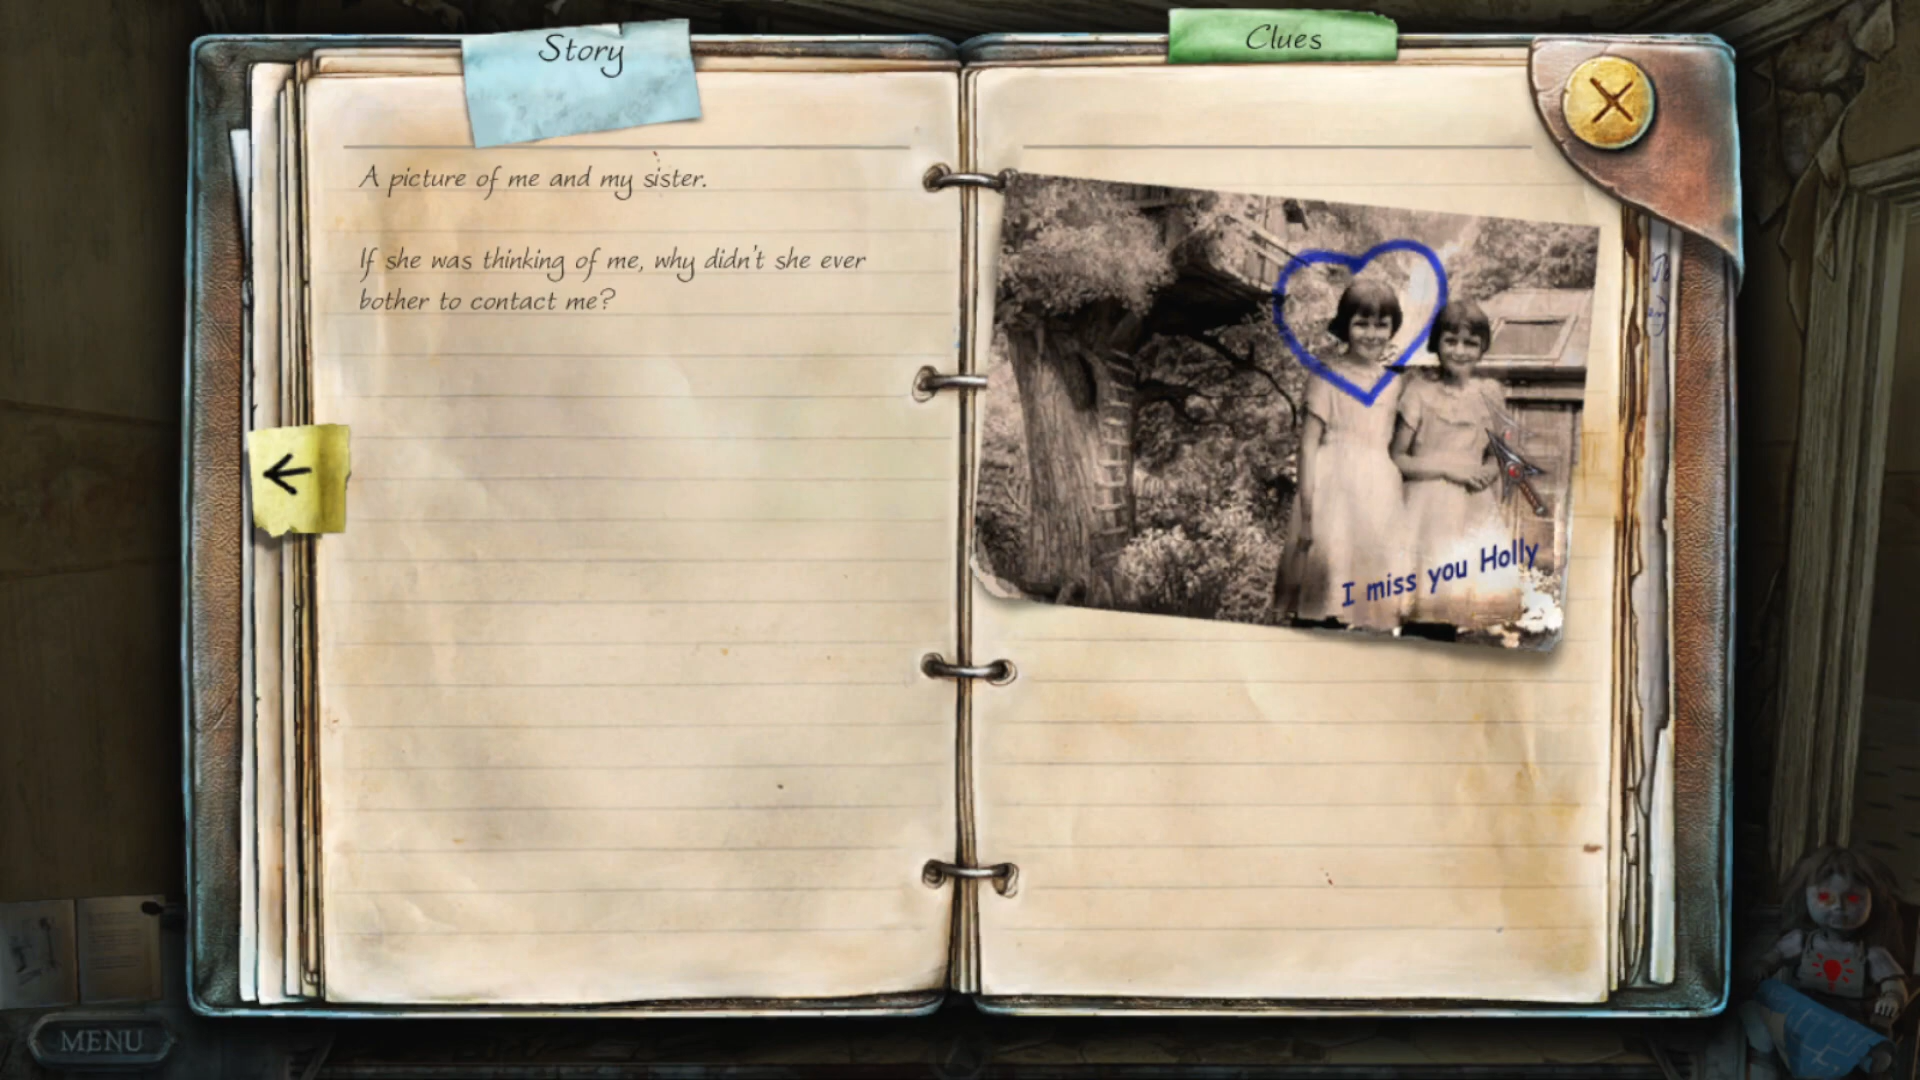 Story
Clues
A picture of me and my sister.
If she was thinking of me, why didn't she ever
bother to contact me?
I miss you Holly
MENU